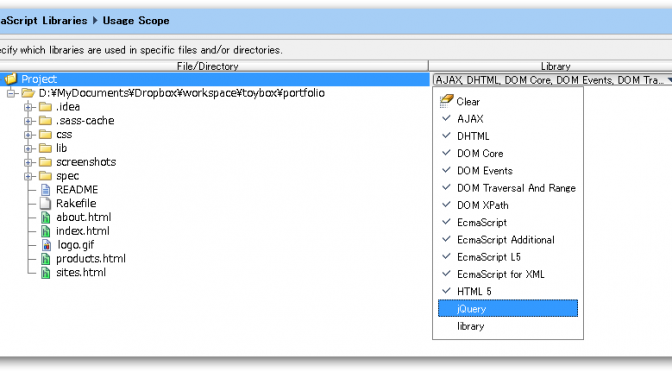 aScript Libraries ▸ Usage Scope
ecify which libraries are used in specific files and/or directories.
File/Directory Library
Project (AJAX, DHTML, DOM Core, DOM Events, DOM Tra...
D:¥MyDocuments¥Dropbox¥workspace¥toybox¥portfolio
.idea
.sass-cache
css
lib
screenshots
spec
README
Rakefile
about.html
index.html
logo.gif
products.html
sites.html
Clear
AJAX
DHTML
DOM Core
DOM Events
DOM Traversal And Range
DOM XPath
EcmaScript
EcmaScript Additional
EcmaScript L5
EcmaScript for XML
HTML 5
jQuery
library